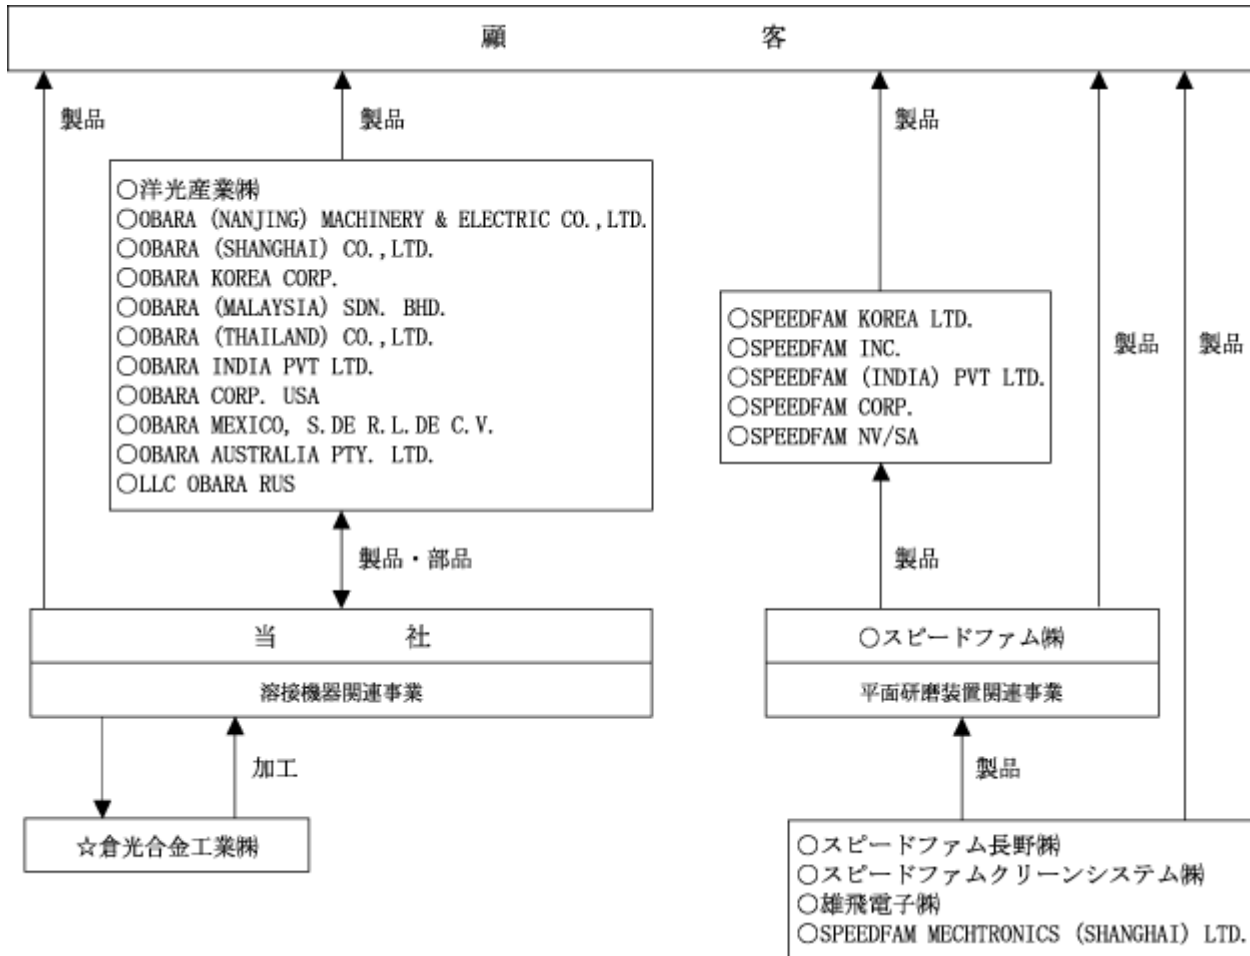 顧 客
製品
製品
製品
○洋光産業㈱
○OBARA (NANJING) MACHINERY & ELECTRIC CO.,LTD.
○OBARA (SHANGHAI) CO.,LTD.
○OBARA KOREA CORP.
○OBARA (MALAYSIA) SDN. BHD.
○OBARA (THAILAND) CO.,LTD.
○OBARA INDIA PVT LTD.
○OBARA CORP. USA
○OBARA MEXICO, S.DE R.L.DE C.V.
○OBARA AUSTRALIA PTY. LTD.
○LLC OBARA RUS
○SPEEDFAM KOREA LTD.
○SPEEDFAM INC.
○SPEEDFAM (INDIA) PVT LTD.
○SPEEDFAM CORP.
○SPEEDFAM NV/SA
製品
製品
製品・部品
製品
当 社
溶接機器関連事業
○スピードファム㈱
平面研磨装置関連事業
加工
製品
☆倉光合金工業㈱
○スピードファム長野㈱
○スピードファムクリーンシステム㈱
○雄飛電子㈱
○SPEEDFAM MECHTRONICS (SHANGHAI) LTD.